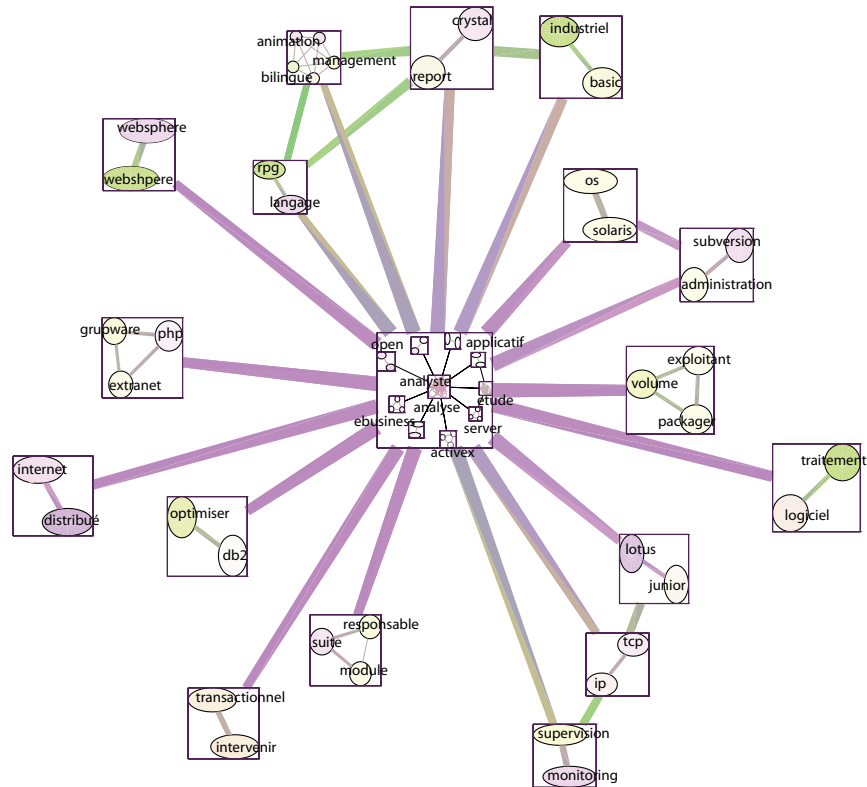 crystal
industriel
animation
management
bilingue
report
basic
websphere
webshpere
rpg
langage
os
solaris
subversion
administration
grupware
php
extranet
open
applicatif
analyste
etude
analyse
ebusiness
server
activex
exploitant
volume
packager
traitement
logiciel
internet
distribué
optimiser
db2
lotus
junior
responsable
suite
module
tcp
ip
transactionnel
intervenir
supervision
monitoring